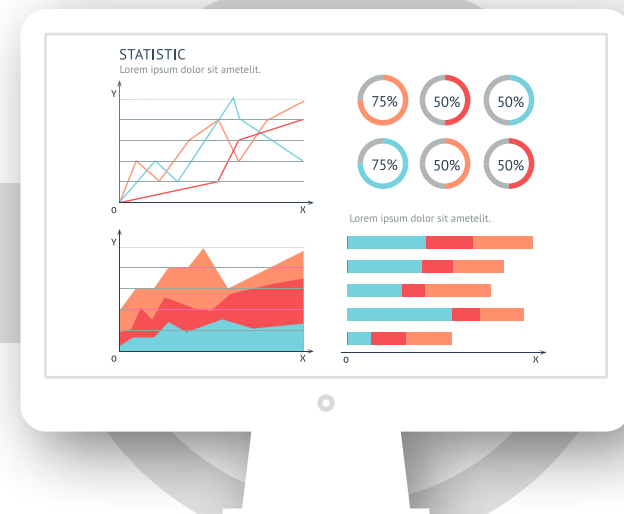 STATISTIC
Lorem ipsum dolor sit ametelit.
Y
O
X
75%
50%
50%
75%
50%
50%
Y
O
X
Lorem ipsum dolor sit ametelit.
O
X